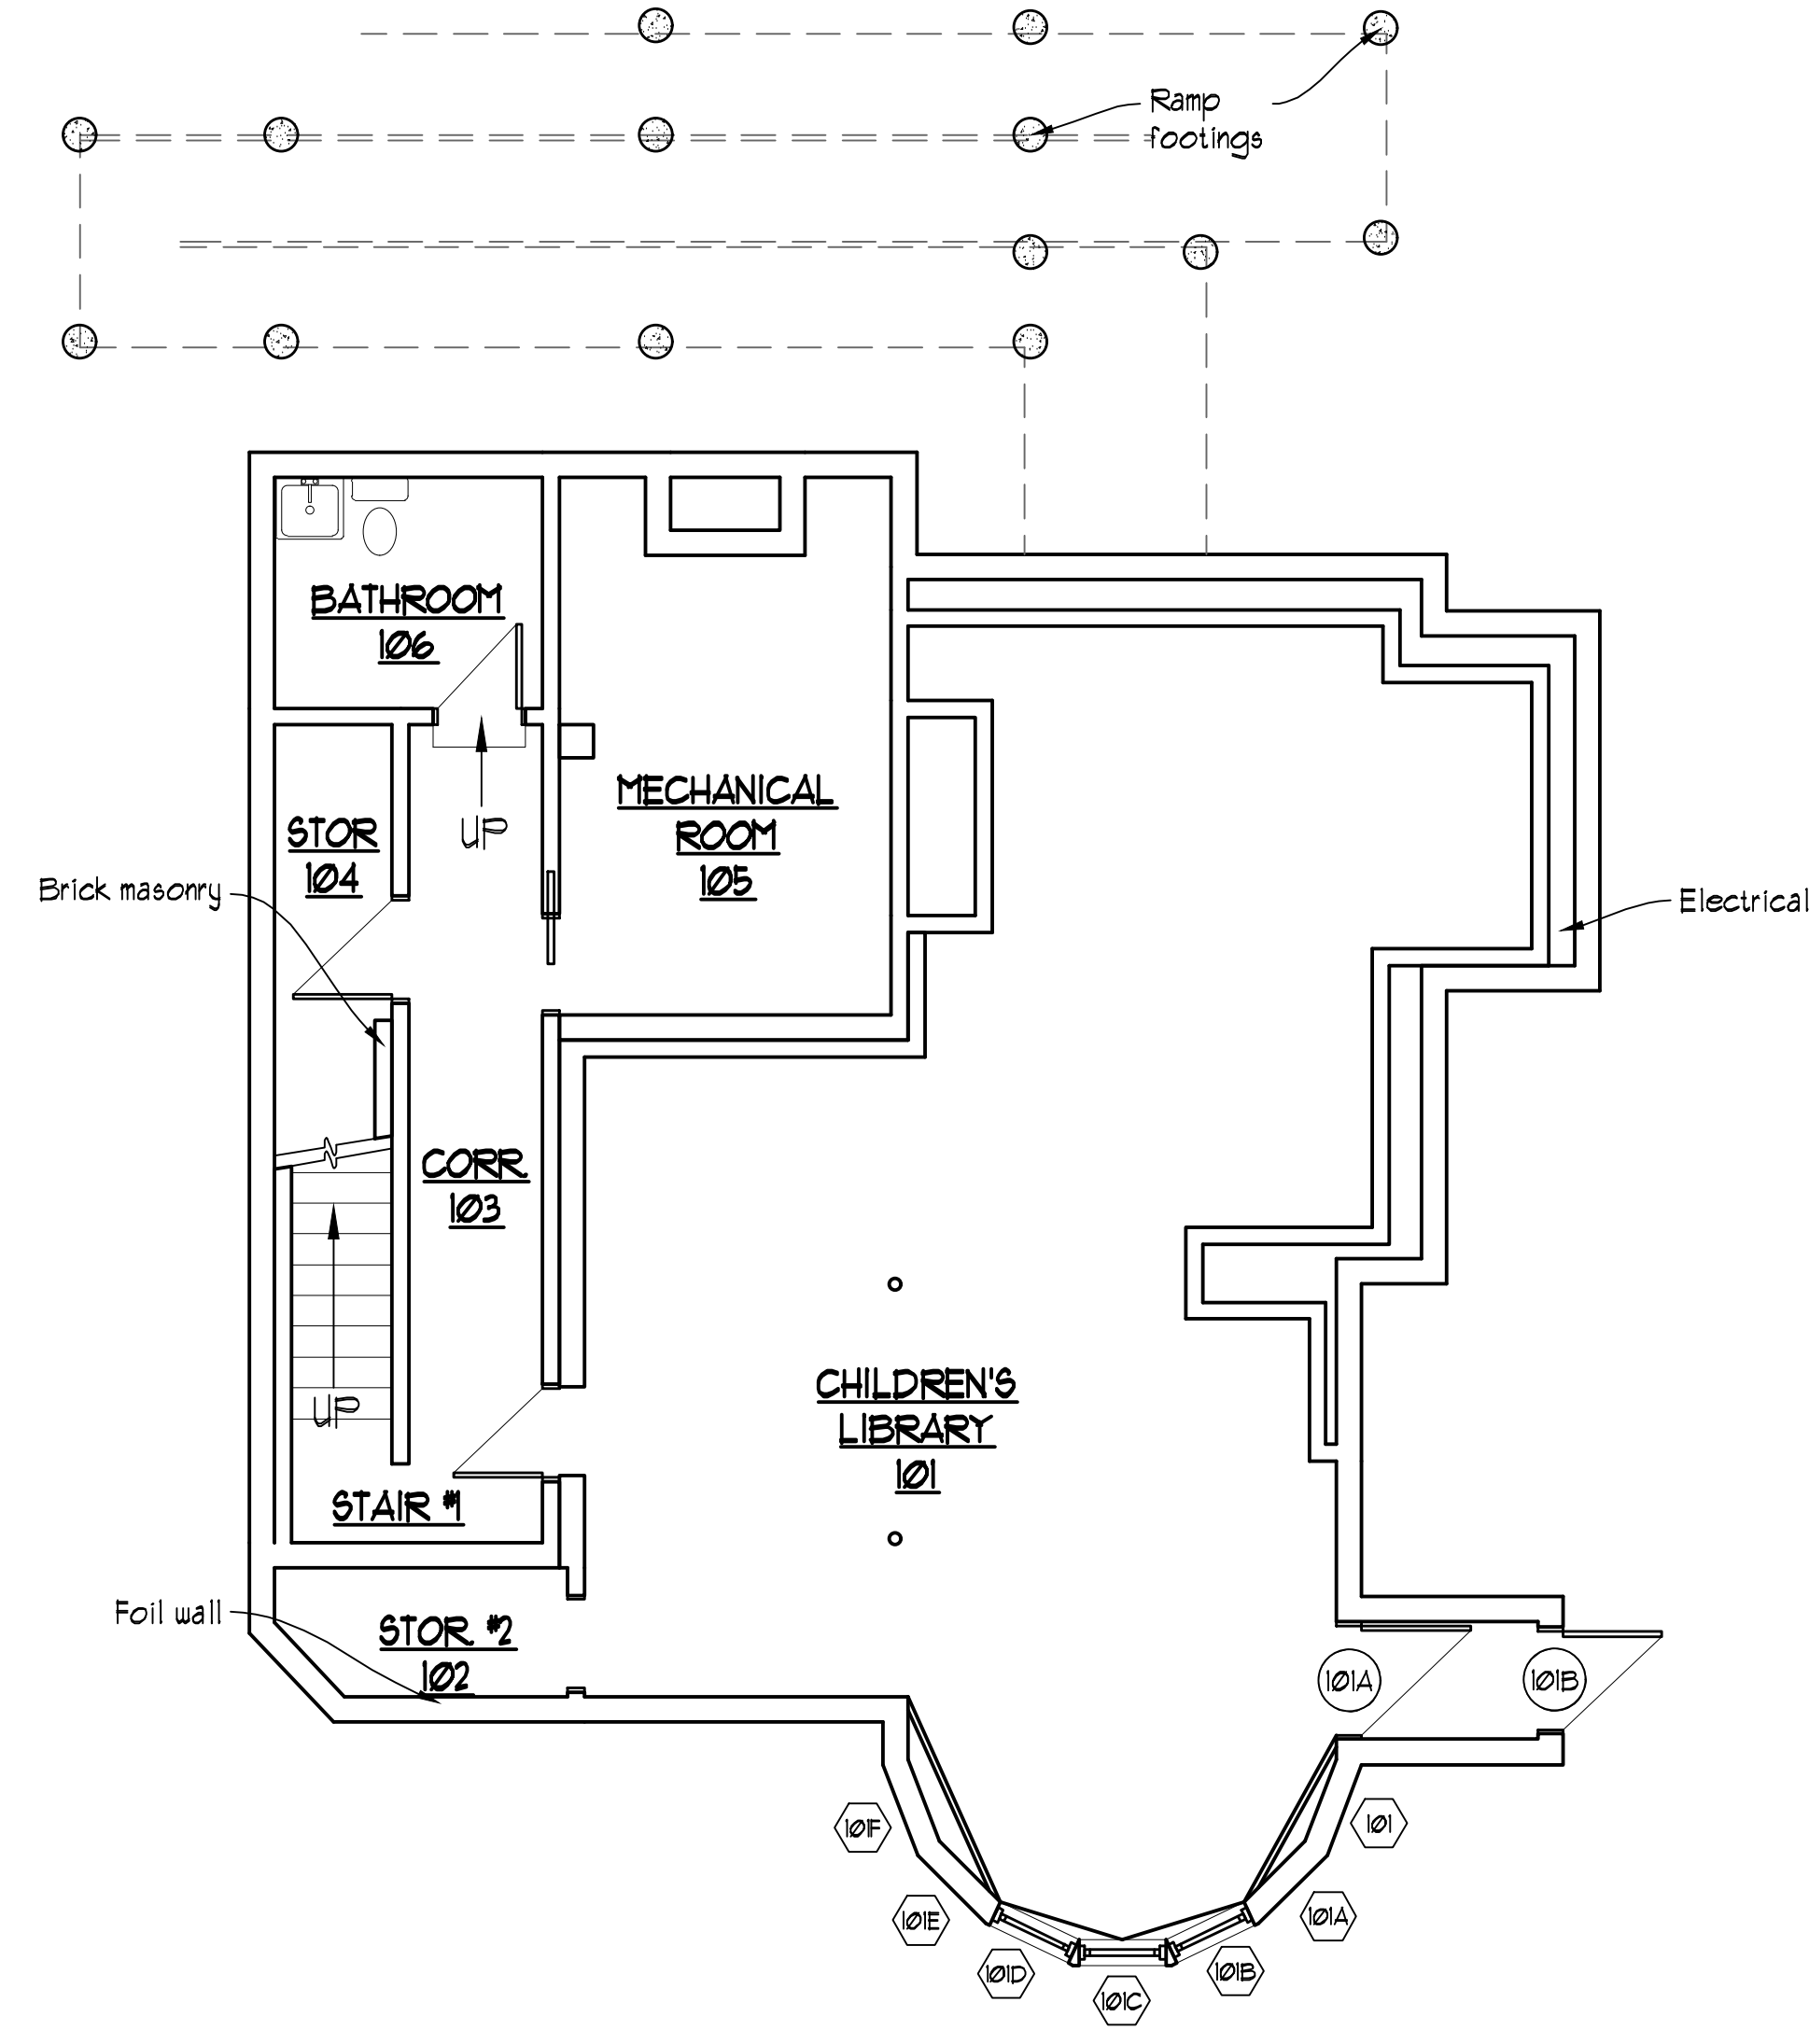 Ramp
footings
BATHROOM
106
MECHANICAL
ROOM
105
UP
STOR
104
Brick masonry
Electrical
CORR.
103
UP
CHILDREN'S
LIBRARY
101
STAIR #1
Foil wall
STOR. #2
102
101A
101B
101F
101
101E
101A
101D
101B
101C